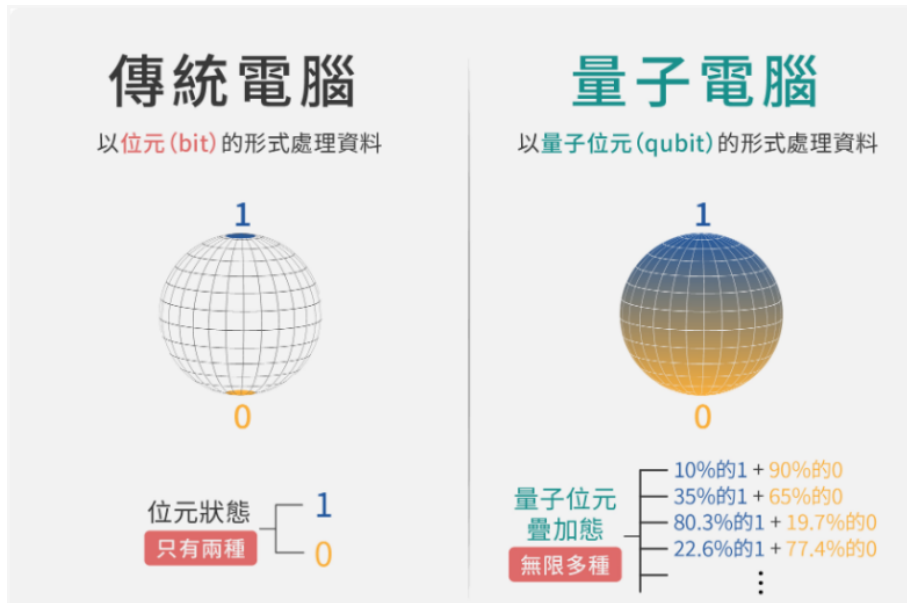 傳統電腦
以位元(bit)的形式處理資料
1
0
位元狀態
只有兩種
1
0
量子電腦
以量子位元(qubit)的形式處理資料
1
0
量子位元
疊加態
無限多種
10%的1 + 90%的0
35%的1 + 65%的0
80.3%的1 + 19.7%的0
22.6%的1 + 77.4%的0
⋮